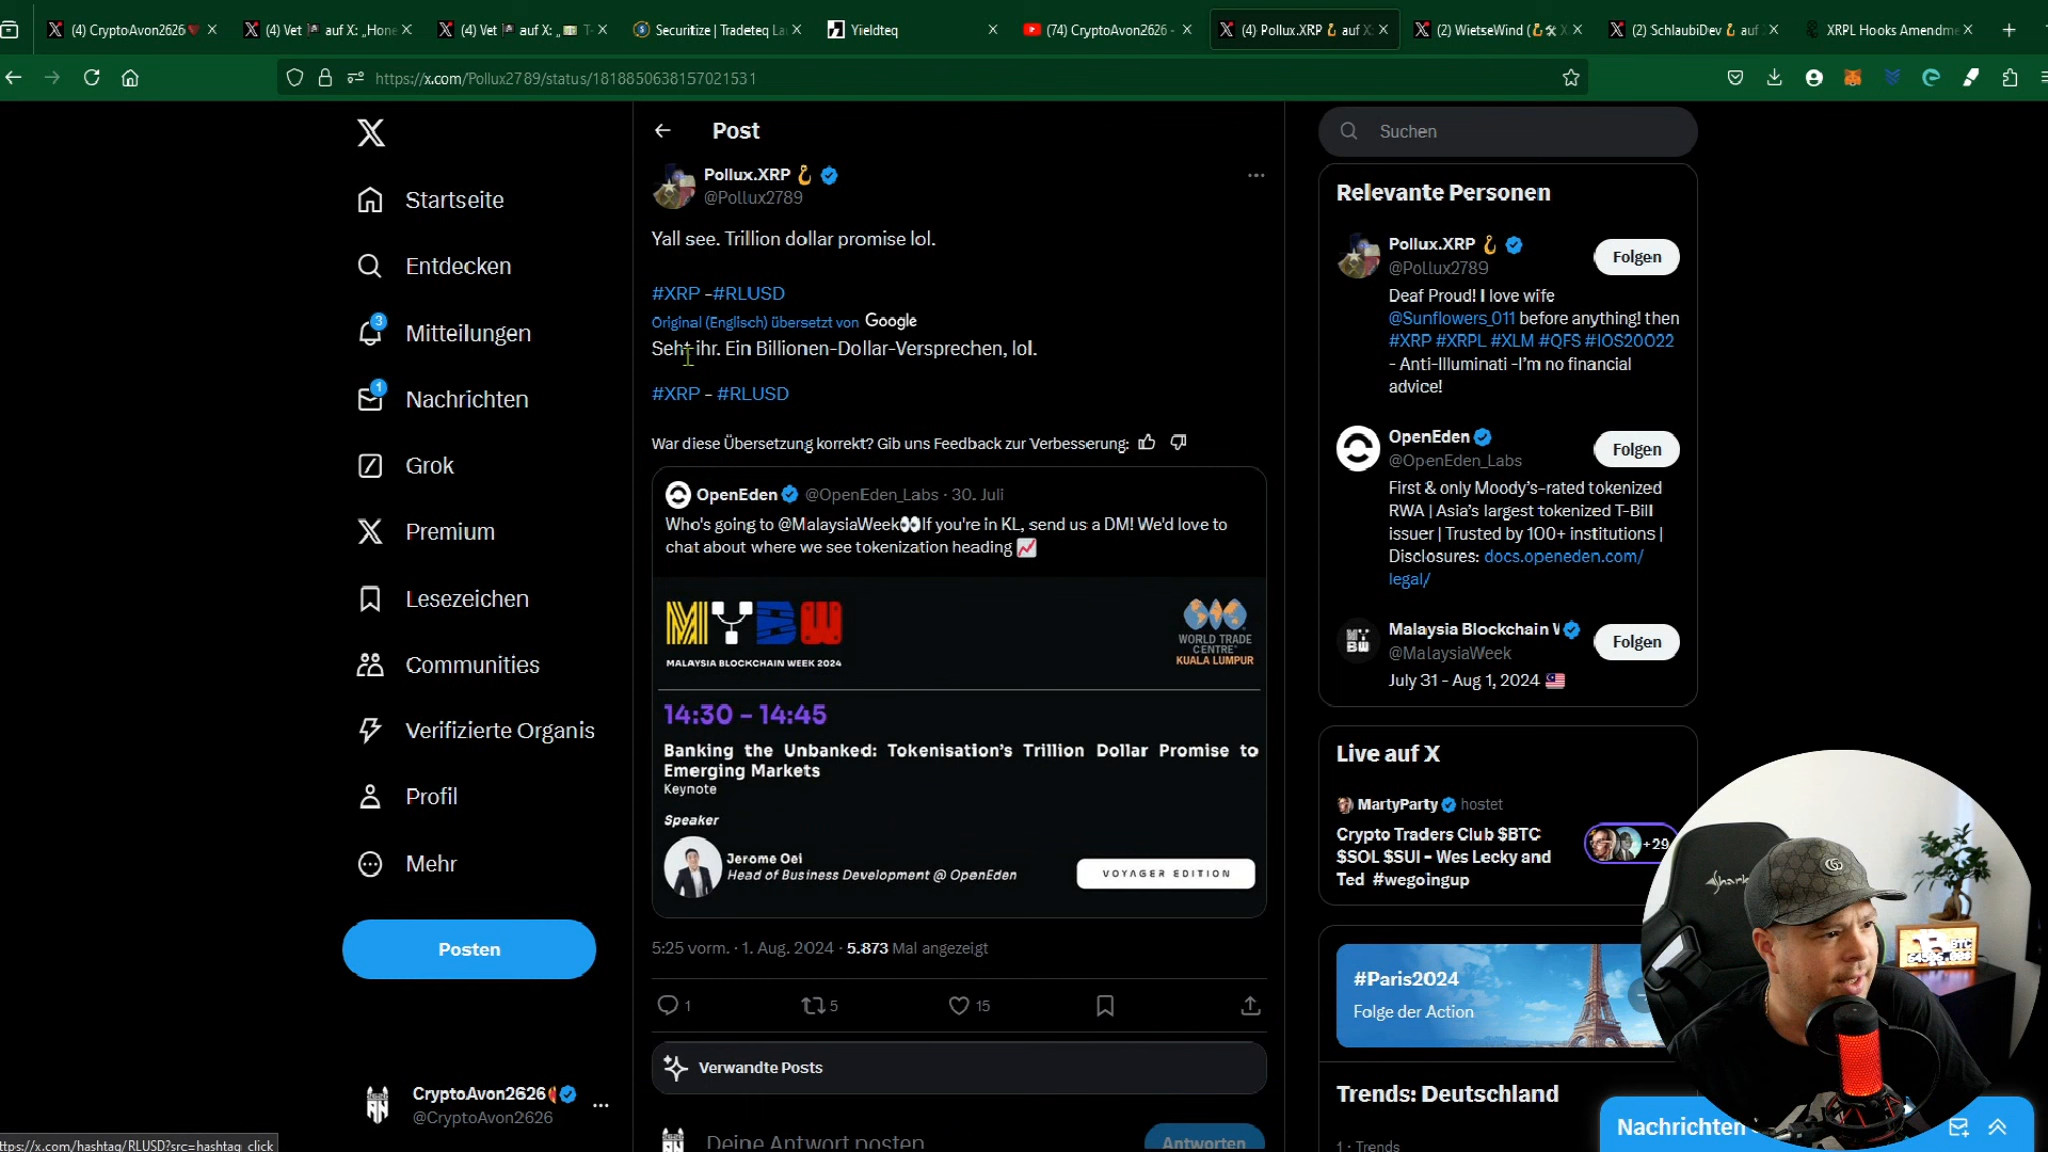 (4) CryptoAvon2626
(4) Vet auf X: „Hone
(4) Vet auf X: „ T-
Securitize | Tradeteq La
Yieldteq
(74) CryptoAvon2626 -
(4) Pollux.XRP auf X:
(2) WietseWind ( X
(2) SchlaubiDev auf
XRPL Hooks Amendme
https://x.com/Pollux2789/status/1818850638157021531
Startseite
Entdecken
3
Mitteilungen
1
Nachrichten
Grok
Premium
Lesezeichen
Communities
Verifizierte Organis
Profil
Mehr
Posten
CryptoAvon2626
@CryptoAvon2626
ttps://x.com/hashtag/RLUSD?src=hashtag_click
Post
Pollux.XRP
@Pollux2789
Yall see. Trillion dollar promise lol.
#XRP -#RLUSD
Original (Englisch) übersetzt von Google
Seht ihr. Ein Billionen-Dollar-Versprechen, lol.
#XRP - #RLUSD
War diese Übersetzung korrekt? Gib uns Feedback zur Verbesserung:
OpenEden @OpenEden_Labs · 30. Juli
Who's going to @MalaysiaWeek👀If you're in KL, send us a DM! We'd love to
chat about where we see tokenization heading 📈
MYBW
MALAYSIA BLOCKCHAIN WEEK 2024
WORLD TRADE
CENTRE
KUALA LUMPUR
14:30 - 14:45
Banking the Unbanked: Tokenisation's Trillion Dollar Promise to
Emerging Markets
Keynote
Speaker
Jerome Oei
Head of Business Development @ OpenEden
VOYAGER EDITION
5:25 vorm. · 1. Aug. 2024 · 5.873 Mal angezeigt
1
5
15
Verwandte Posts
Deine Antwort posten
Antworten
Suchen
Relevante Personen
Pollux.XRP
@Pollux2789
Folgen
Deaf Proud! I love wife
@Sunflowers_011 before anything! then
#XRP #XRPL #XLM #QFS #IOS20022
- Anti-Illuminati -I'm no financial
advice!
OpenEden
@OpenEden_Labs
Folgen
First & only Moody's-rated tokenized
RWA | Asia's largest tokenized T-Bill
issuer | Trusted by 100+ institutions |
Disclosures: docs.openeden.com/
legal/
Malaysia Blockchain
@MalaysiaWeek
Folgen
July 31 - Aug 1, 2024
Live auf X
MartyParty hostet
Crypto Traders Club $BTC
$SOL $SUI - Wes Lecky and
Ted #wegoingup
+29
#Paris2024
Folge der Action
Trends: Deutschland
1 · Trends
Nachrichten
BTC